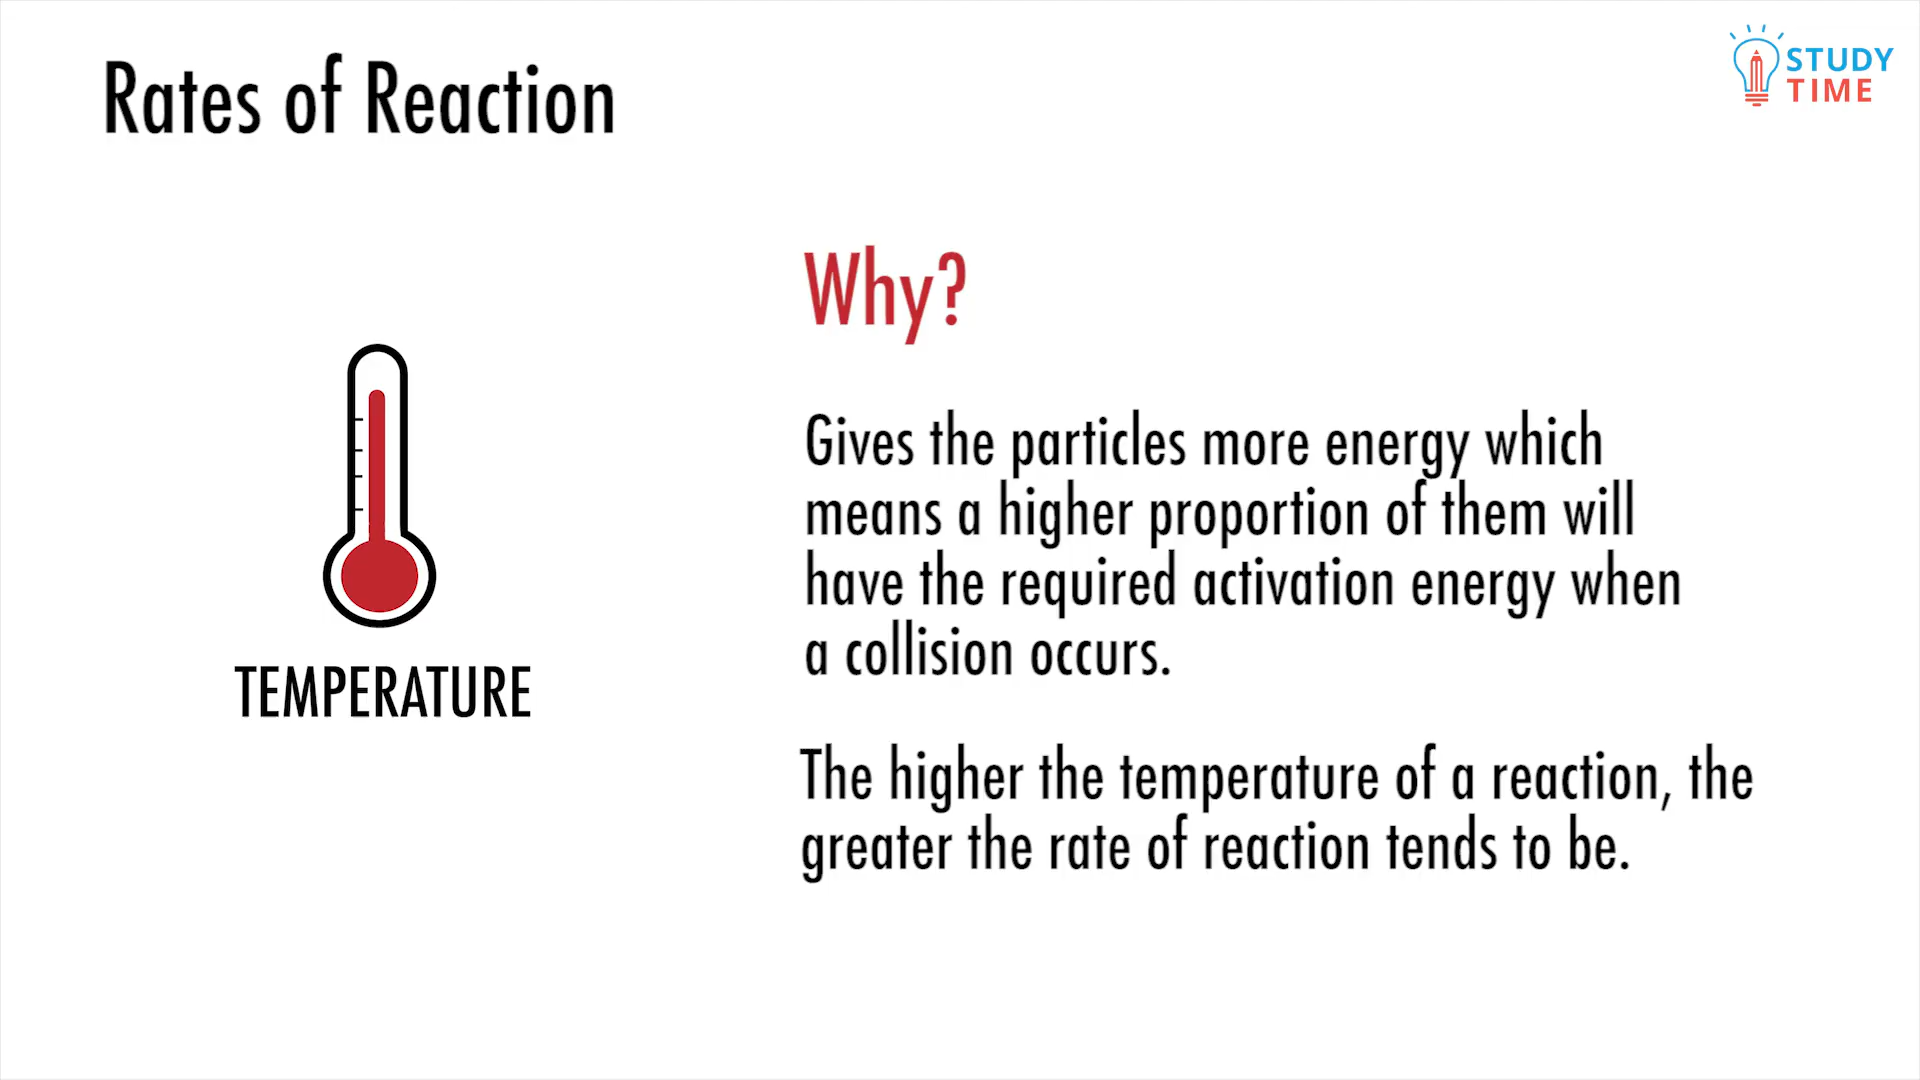 Rates of Reaction
STUDY
TIME
Why?
Gives the particles more energy which
means a higher proportion of them will
have the required activation energy when
a collision occurs.
TEMPERATURE
The higher the temperature of a reaction, the
greater the rate of reaction tends to be.